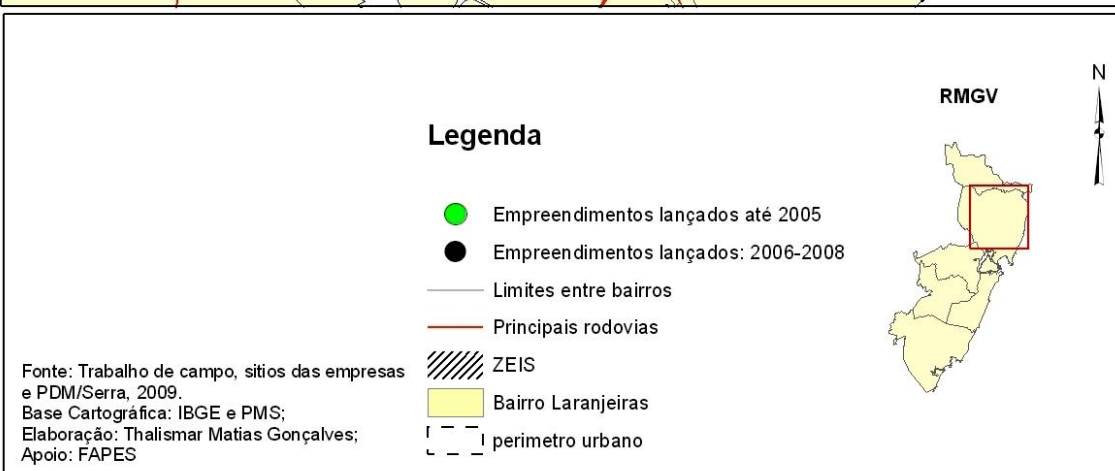 RMGV
N
Legenda
Empreendimentos lançados até 2005
Empreendimentos lançados: 2006-2008
Limites entre bairros
Principais rodovias
ZEIS
Bairro Laranjeiras
perimetro urbano
Fonte: Trabalho de campo, sitios das empresas
e PDM/Serra, 2009.
Base Cartográfica: IBGE e PMS;
Elaboração: Thalismar Matias Gonçalves;
Apoio: FAPES